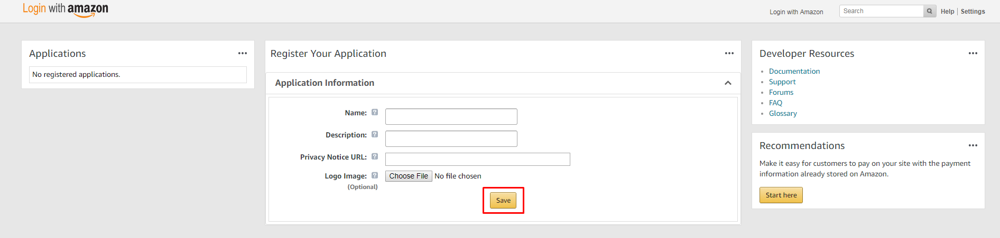 Login with amazon
Login with Amazon
Search
Help
Settings
Applications
No registered applications.
Register Your Application
Application Information
Name: ?
Description: ?
Privacy Notice URL: ?
Logo Image: ? Choose File No file chosen
(Optional)
Save
Developer Resources
Documentation
Support
Forums
FAQ
Glossary
Recommendations
Make it easy for customers to pay on your site with the payment
information already stored on Amazon.
Start here